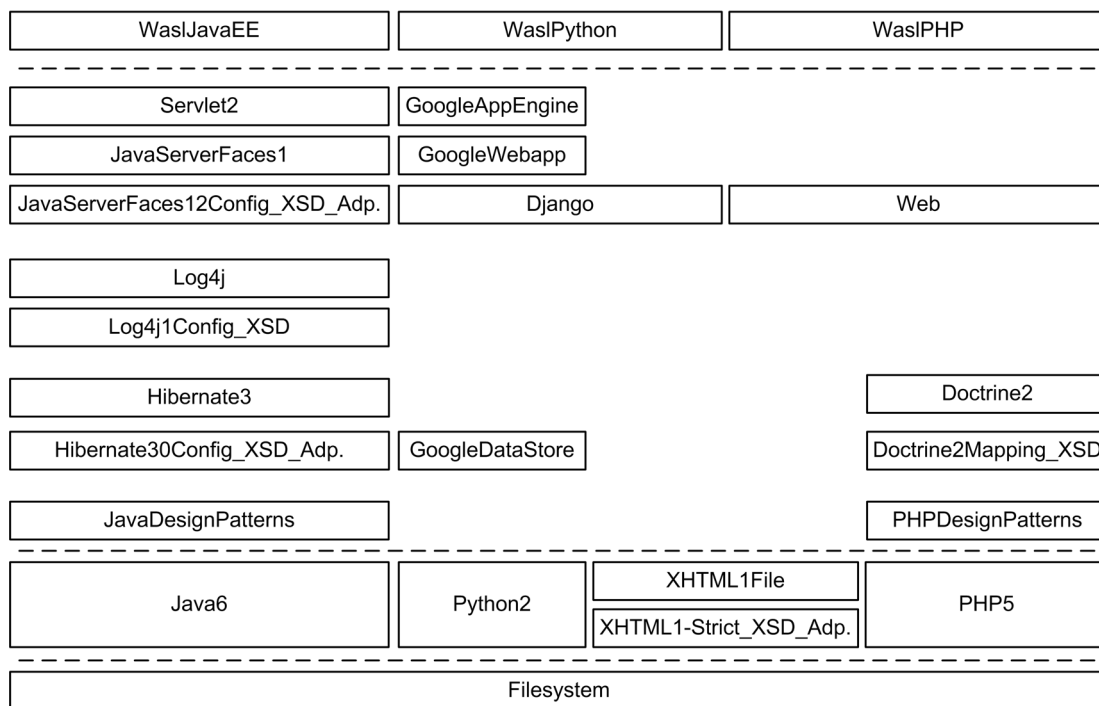 WaslJavaEE
WaslPython
WaslPHP
Servlet2
GoogleAppEngine
JavaServerFaces1
GoogleWebapp
JavaServerFaces12Config_XSD_Adp.
Django
Web
Log4j
Log4j1Config_XSD
Hibernate3
Doctrine2
Hibernate30Config_XSD_Adp.
GoogleDataStore
Doctrine2Mapping_XSD
JavaDesignPatterns
PHPDesignPatterns
Java6
Python2
XHTML1File
XHTML1-Strict_XSD_Adp.
PHP5
Filesystem